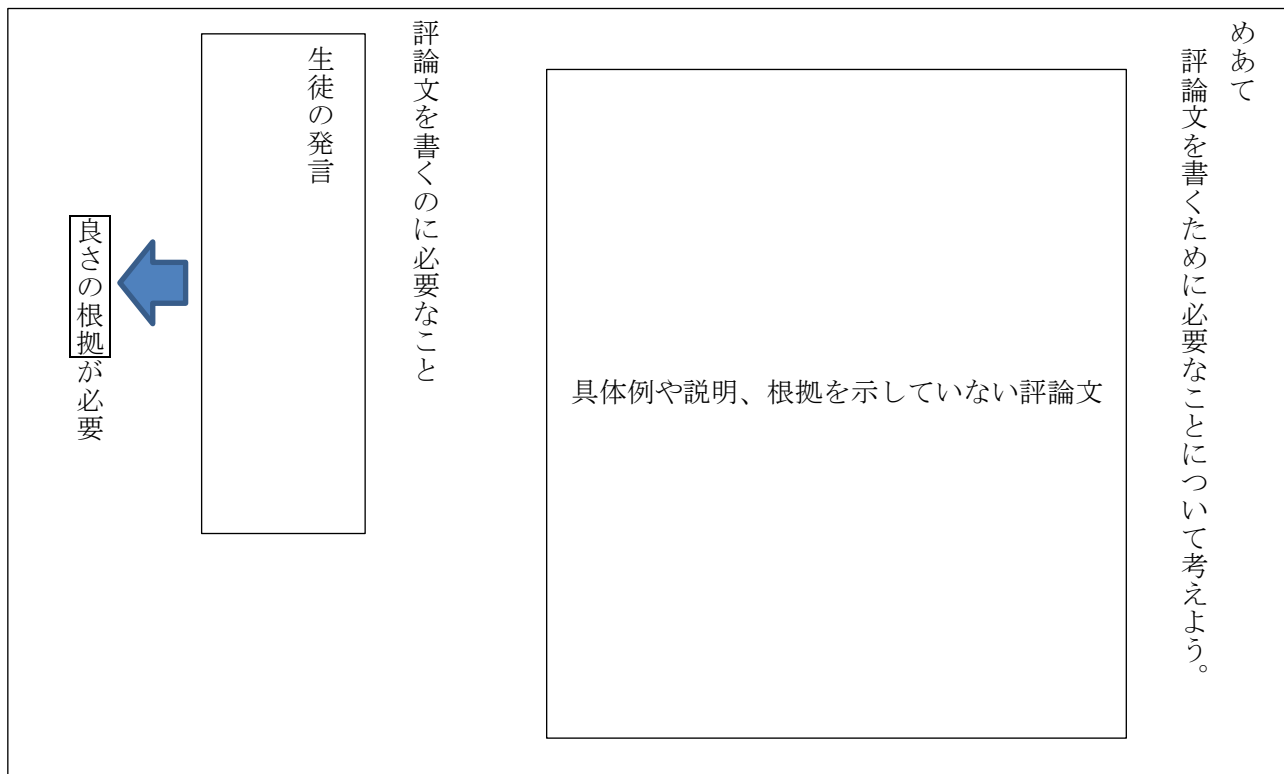 めあて
評論文を書くために必要なことについて考えよう。
具体例や説明、根拠を示していない評論文
評論文を書くのに必要なこと
生徒の発言
良さの根拠が必要